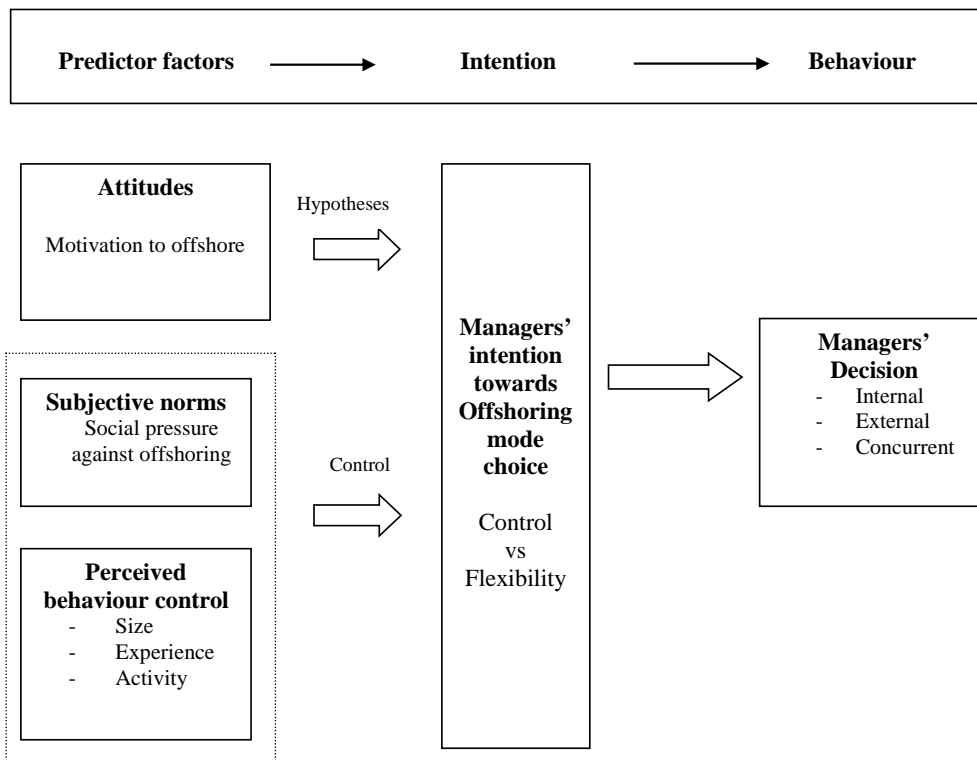 Predictor factors
Intention
Behaviour
Attitudes
Motivation to offshore
Hypotheses
Subjective norms
Social pressure
against offshoring
Control
Perceived
behaviour control
- Size
- Experience
- Activity
Managers’
intention
towards
Offshoring
mode
choice
Control
vs
Flexibility
Managers’
Decision
- Internal
- External
- Concurrent